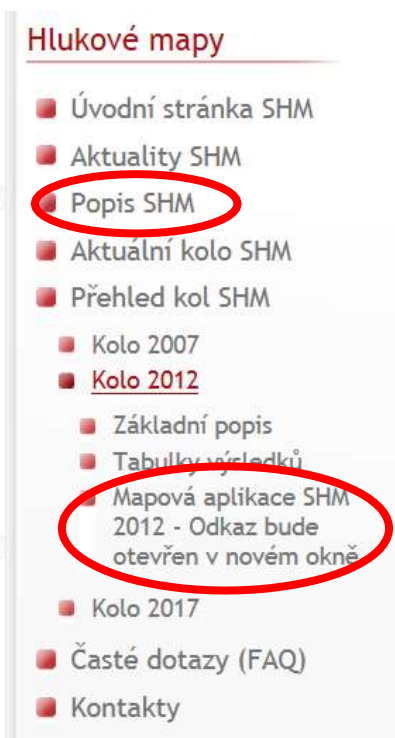 Hlukové mapy
Úvodní stránka SHM
Aktuality SHM
Popis SHM
Aktuální kolo SHM
Přehled kol SHM
Kolo 2007
Kolo 2012
Základní popis
Tabulky výsledků
Mapová aplikace SHM
2012 - Odkaz bude
otevřen v novém okně
Kolo 2017
Časté dotazy (FAQ)
Kontakty